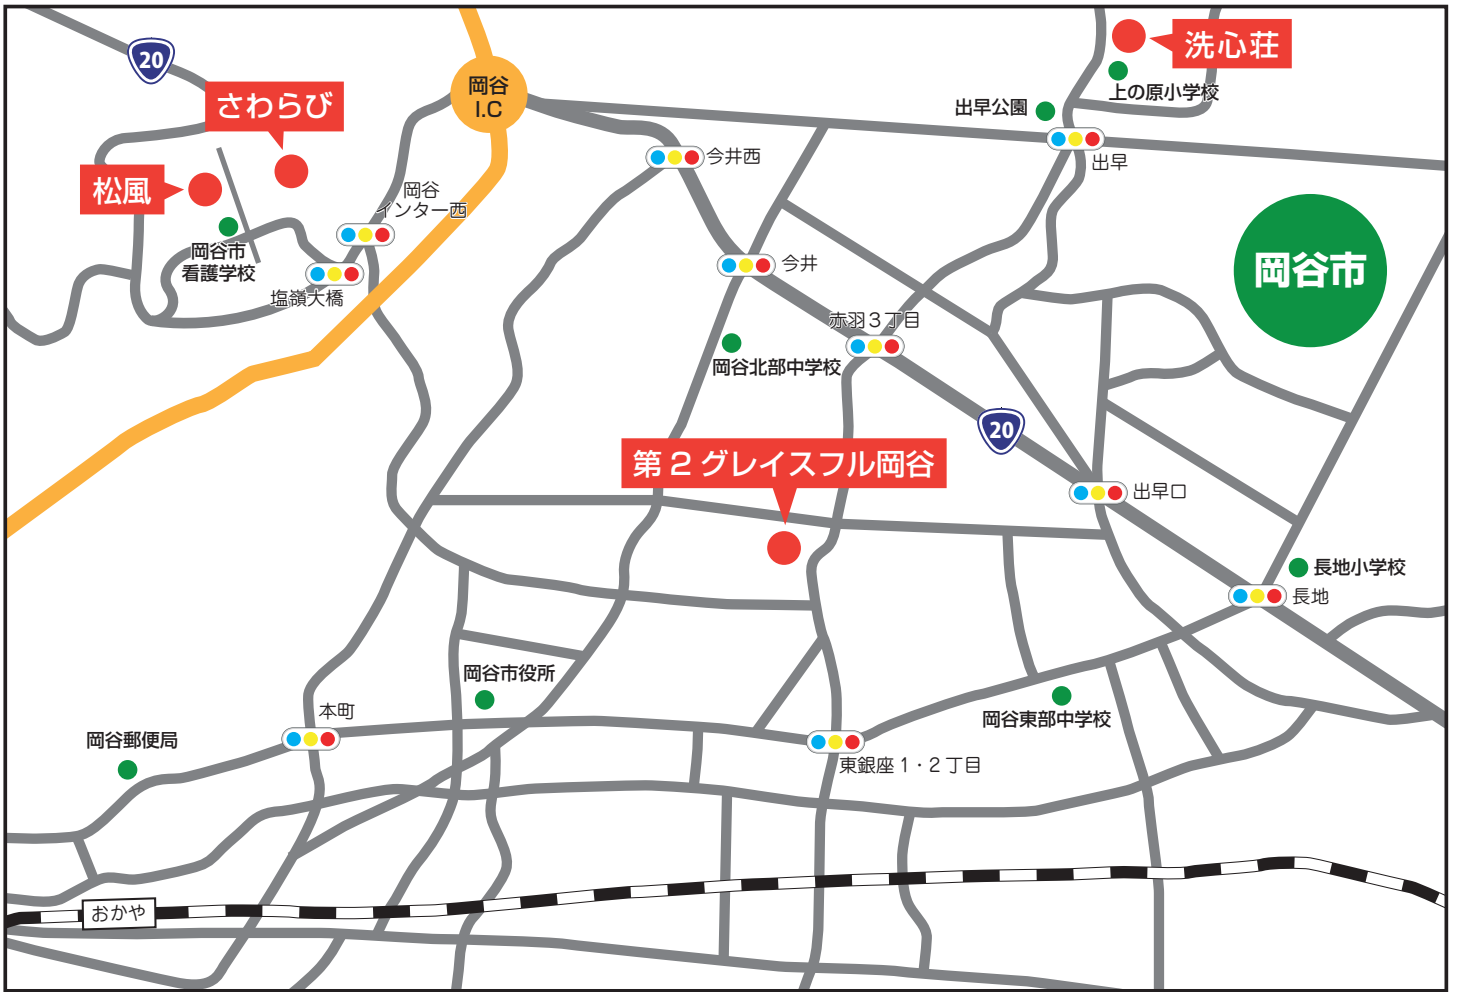 20
洗心荘
岡谷
I.C
さわらび
上の原小学校
出早公園
今井西
出早
松風
岡谷
インター西
岡谷市
看護学校
今井
岡谷市
塩嶺大橋
赤羽３丁目
岡谷北部中学校
20
第２グレイスフル岡谷
出早口
長地小学校
長地
岡谷市役所
本町
岡谷東部中学校
岡谷郵便局
東銀座１・２丁目
おかや